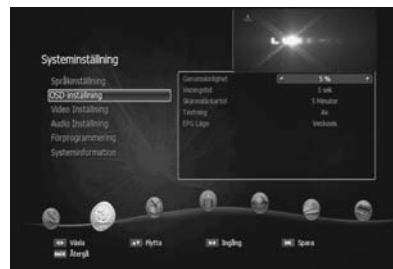 Systeminställning
Språkinställning
OSD-inställning
Video Inställning
Audio Inställning
Förprogrammering
Systeminformation
Genomskinlighet 5 %
Visningstid 5 sek
Skärmsläckartid 5 Minuter
Textning Av
EPG Läge Veckovis
Växla
Flytta
Ingång
Spara
Återgå